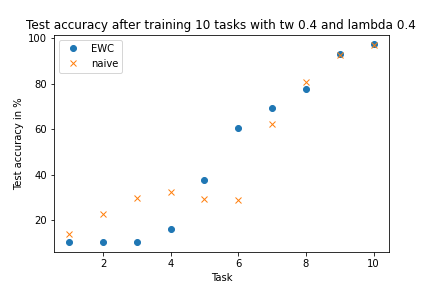 Test accuracy after training 10 tasks with tw 0.4 and lambda 0.4
EWC
naive
Test accuracy in %
100
80
60
40
20
2
4
6
8
10
Task